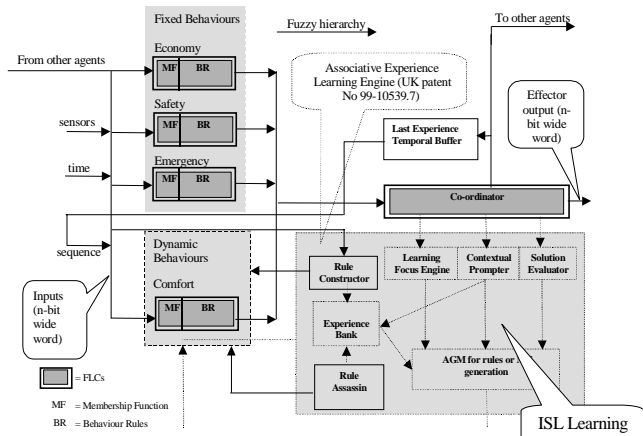 Fixed Behaviours
Fuzzy hierarchy
To other agents
From other agents
Economy
MF BR
Associative Experience
Learning Engine (UK patent
No 99-10539.7)
Effector
output (n-
bit wide
word)
Safety
MF BR
sensors
Last Experience
Temporal Buffer
time
Emergency
MF BR
Co-ordinator
sequence
Dynamic
Behaviours
Comfort
MF BR
Rule
Constructor
Learning
Focus Engine
Contextual
Prompter
Solution
Evaluator
Inputs
(n-bit
wide
word)
Experience
Bank
AGM for rules or
generation
Rule
Assassin
ISL Learning
= FLCs
MF = Membership Function
BR = Behaviour Rules